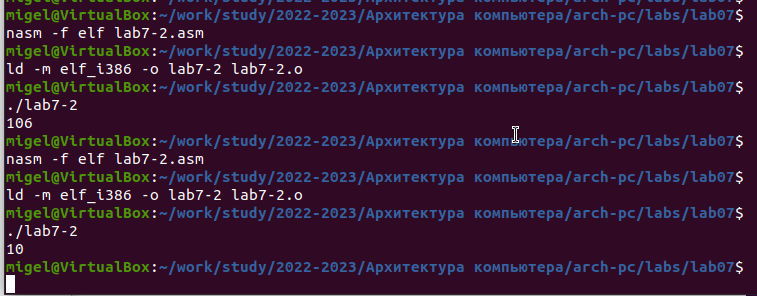 migel@VirtualBox:~/work/study/2022-2023/Архитектура компьютера/arch-pc/labs/lab07$
nasm -f elf lab7-2.asm
migel@VirtualBox:~/work/study/2022-2023/Архитектура компьютера/arch-pc/labs/lab07$
ld -m elf_i386 -o lab7-2 lab7-2.o
migel@VirtualBox:~/work/study/2022-2023/Архитектура компьютера/arch-pc/labs/lab07$
./lab7-2
106
migel@VirtualBox:~/work/study/2022-2023/Архитектура компьютера/arch-pc/labs/lab07$
nasm -f elf lab7-2.asm
migel@VirtualBox:~/work/study/2022-2023/Архитектура компьютера/arch-pc/labs/lab07$
ld -m elf_i386 -o lab7-2 lab7-2.o
migel@VirtualBox:~/work/study/2022-2023/Архитектура компьютера/arch-pc/labs/lab07$
./lab7-2
10
migel@VirtualBox:~/work/study/2022-2023/Архитектура компьютера/arch-pc/labs/lab07$